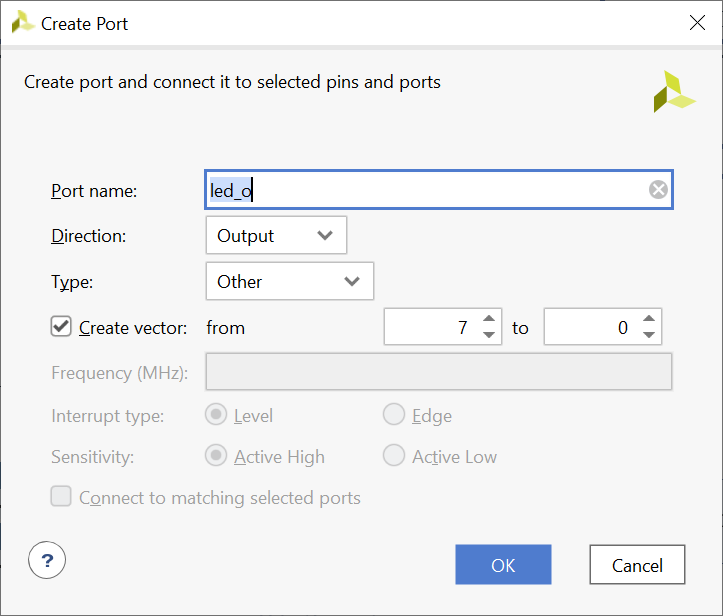 Create Port
Create port and connect it to selected pins and ports
Port name: led_o
Direction: Output
Type: Other
Create vector: from 7 to 0
Frequency (MHz):
Interrupt type: Level Edge
Sensitivity: Active High Active Low
Connect to matching selected ports
? OK Cancel